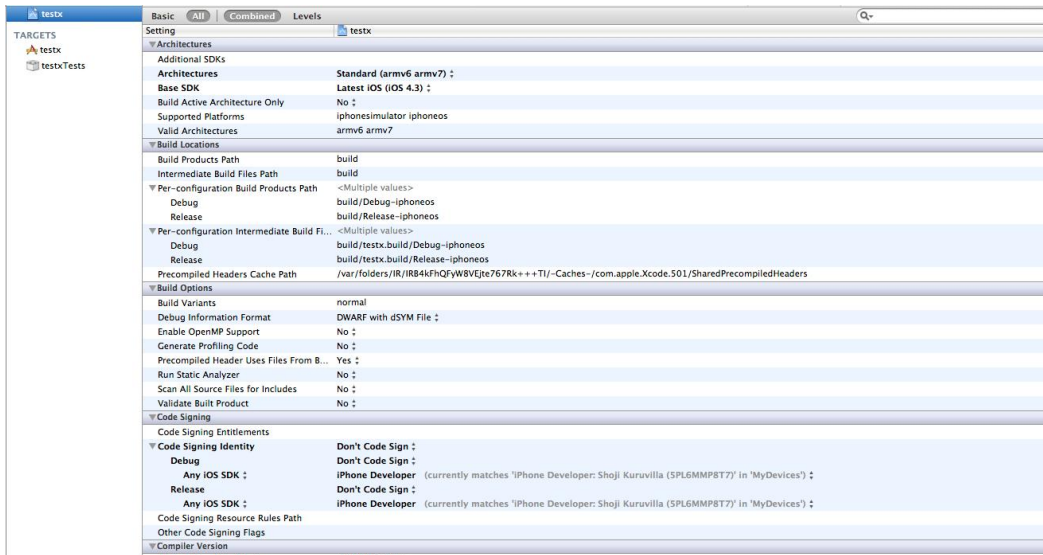 testx
Basic All Combined Levels
TARGETS
testx
testxTests
Setting testx
Architectures
Additional SDKs
Architectures Standard (armv6 armv7)
Base SDK Latest iOS (iOS 4.3)
Build Active Architecture Only No
Supported Platforms iphonesimulator iphoneos
Valid Architectures armv6 armv7
Build Locations
Build Products Path build
Intermediate Build Files Path build
Per-configuration Build Products Path <Multiple values>
Debug build/Debug-iphoneos
Release build/Release-iphoneos
Per-configuration Intermediate Build Fi... <Multiple values>
Debug build/testx.build/Debug-iphoneos
Release build/testx.build/Release-iphoneos
Precompiled Headers Cache Path /var/folders/IR/IRB4kFhQFyW8VEjte767Rk+++TI/-Caches-/com.apple.Xcode.501/SharedPrecompiledHeaders
Build Options
Build Variants normal
Debug Information Format DWARF with dSYM File
Enable OpenMP Support No
Generate Profiling Code No
Precompiled Header Uses Files From B... Yes
Run Static Analyzer No
Scan All Source Files for Includes No
Validate Built Product No
Code Signing
Code Signing Entitlements
Code Signing Identity Don't Code Sign
Debug Don't Code Sign
Any iOS SDK iPhone Developer (currently matches 'iPhone Developer: Shoji Kuruvilla (5PL6MMP8T7)' in 'MyDevices')
Release Don't Code Sign
Any iOS SDK iPhone Developer (currently matches 'iPhone Developer: Shoji Kuruvilla (5PL6MMP8T7)' in 'MyDevices')
Code Signing Resource Rules Path
Other Code Signing Flags
Compiler Version